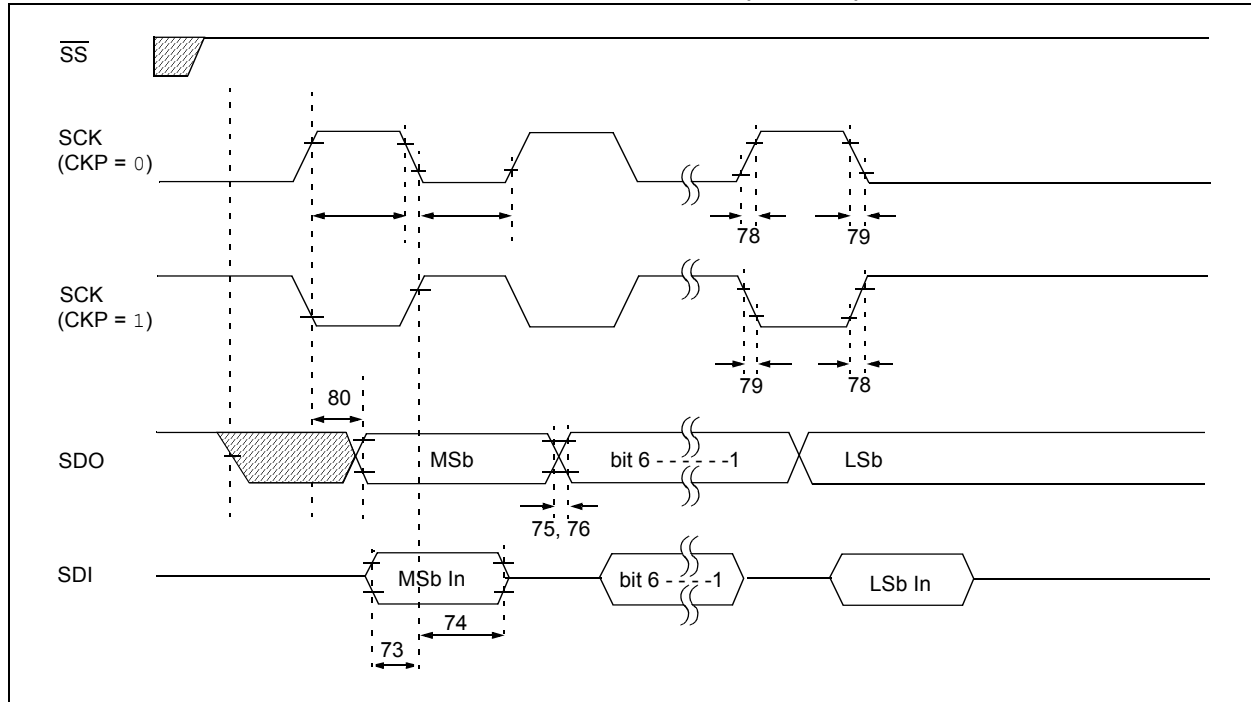 SS
SCK
(CKP = 0)
78
79
SCK
(CKP = 1)
79
78
80
SDO
MSb
bit 6 - - - - - -1
LSb
75, 76
SDI
MSb In
bit 6 - - - -1
LSb In
74
73